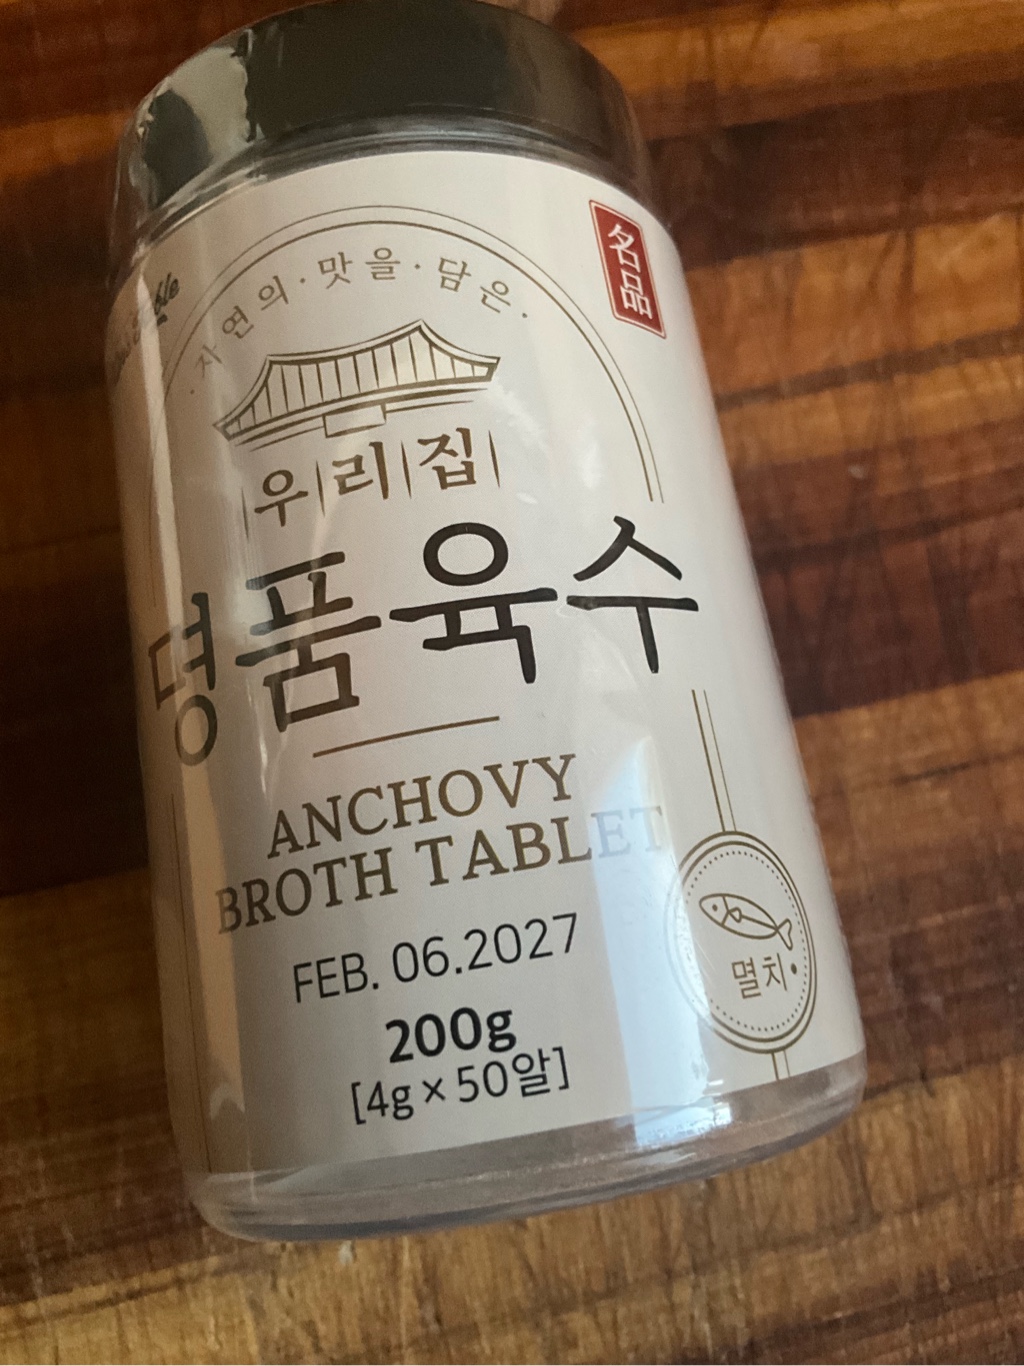 자연의·맛을·담은·
名品
우리집
명품육수
ANCHOVY
BROTH TABLET
FEB. 06.2027
200g
[4g×50알]
멸치